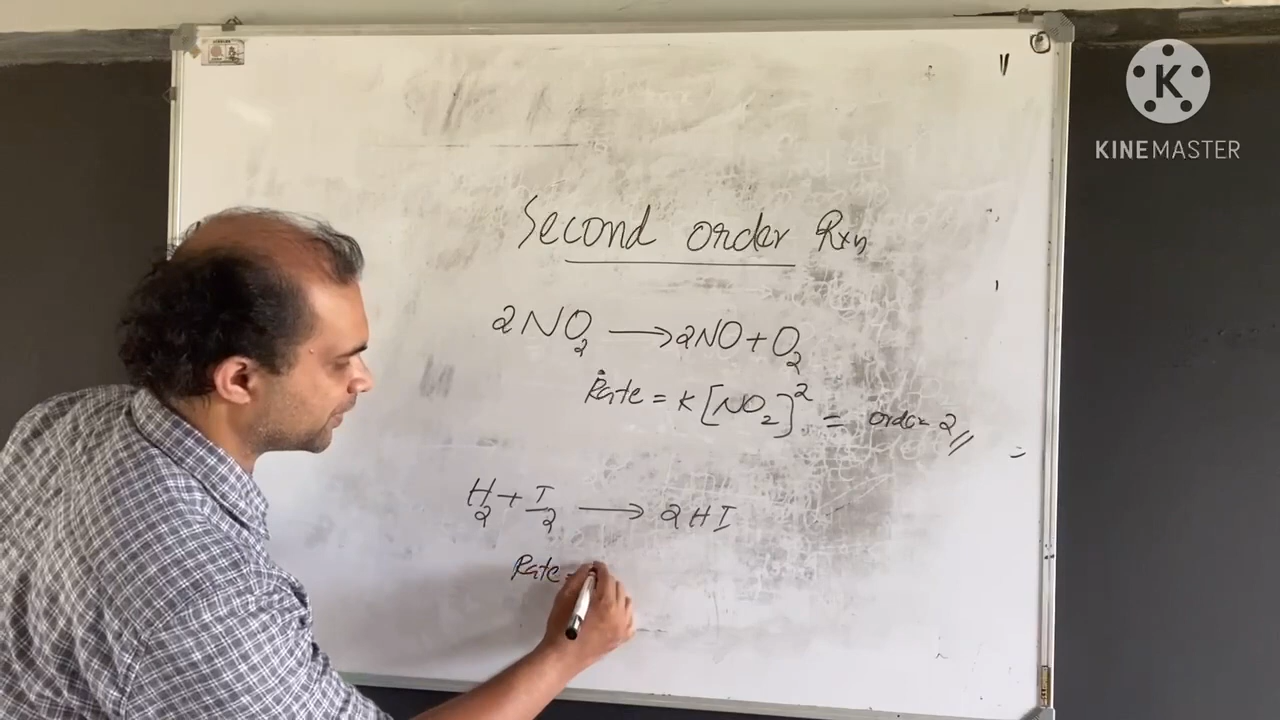 KINEMASTER
Second order Rxn
2NO₂ → 2NO + O₂
Rate = K[NO₂]² = order 2 //
H₂ + I₂ → 2HI
Rate =